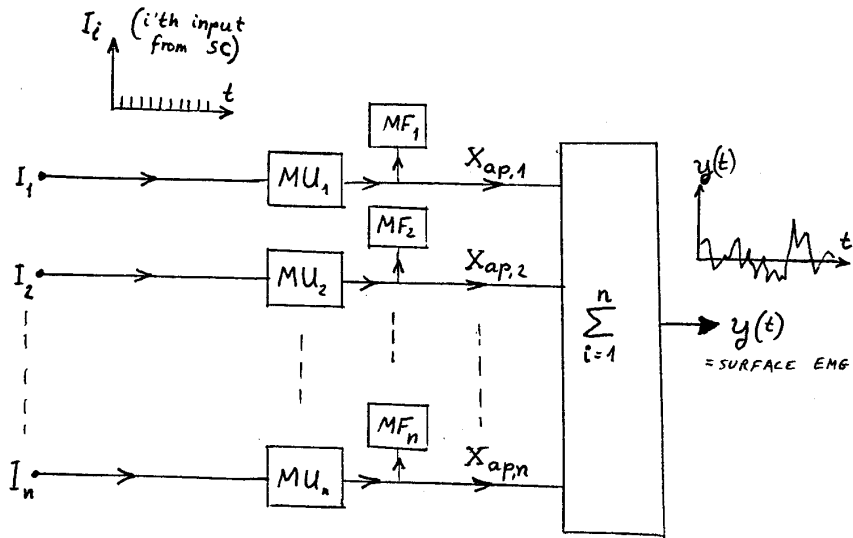 I_i (i'th input
from SC)
t
MF_1
I_1 MU_1 X_ap,1
y(t)
MF_2
t
I_2 MU_2 X_ap,2
n
∑
i=1
y(t)
= SURFACE EMG
MF_n
I_n MU_n X_ap,n